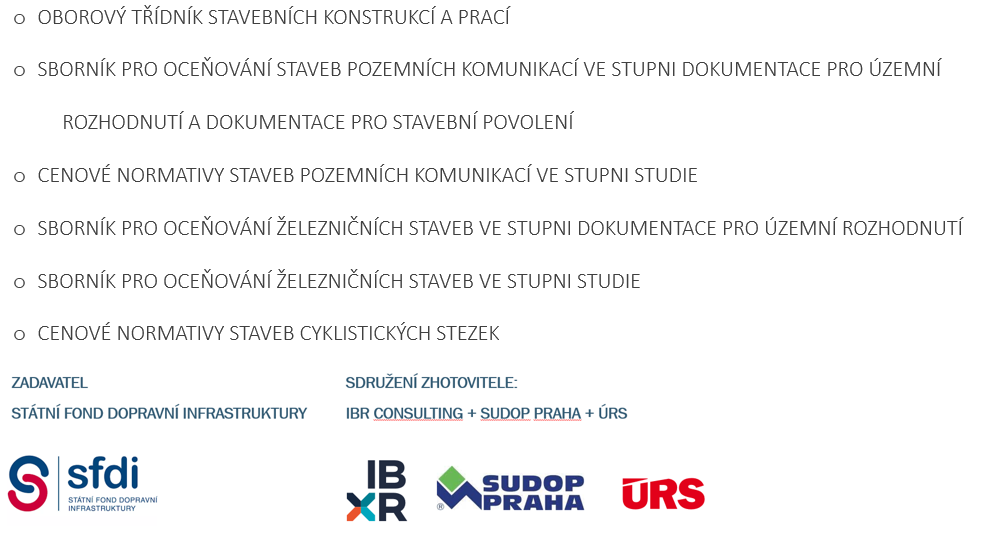 o OBOROVÝ TŘÍDNÍK STAVEBNÍCH KONSTRUKCÍ A PRACÍ
o SBORNÍK PRO OCEŇOVÁNÍ STAVEB POZEMNÍCH KOMUNIKACÍ VE STUPNI DOKUMENTACE PRO ÚZEMNÍ
ROZHODNUTÍ A DOKUMENTACE PRO STAVEBNÍ POVOLENÍ
o CENOVÉ NORMATIVY STAVEB POZEMNÍCH KOMUNIKACÍ VE STUPNI STUDIE
o SBORNÍK PRO OCEŇOVÁNÍ ŽELEZNIČNÍCH STAVEB VE STUPNI DOKUMENTACE PRO ÚZEMNÍ ROZHODNUTÍ
o SBORNÍK PRO OCEŇOVÁNÍ ŽELEZNIČNÍCH STAVEB VE STUPNI STUDIE
o CENOVÉ NORMATIVY STAVEB CYKLISTICKÝCH STEZEK
ZADAVATEL
STÁTNÍ FOND DOPRAVNÍ INFRASTRUKTURY
SDRUŽENÍ ZHOTOVITELE:
IBR CONSULTING + SUDOP PRAHA + ÚRS
sfdi
STÁTNÍ FOND DOPRAVNÍ
INFRASTRUKTURY
IB
R
SUDOP
PRAHA
®
ÚRS